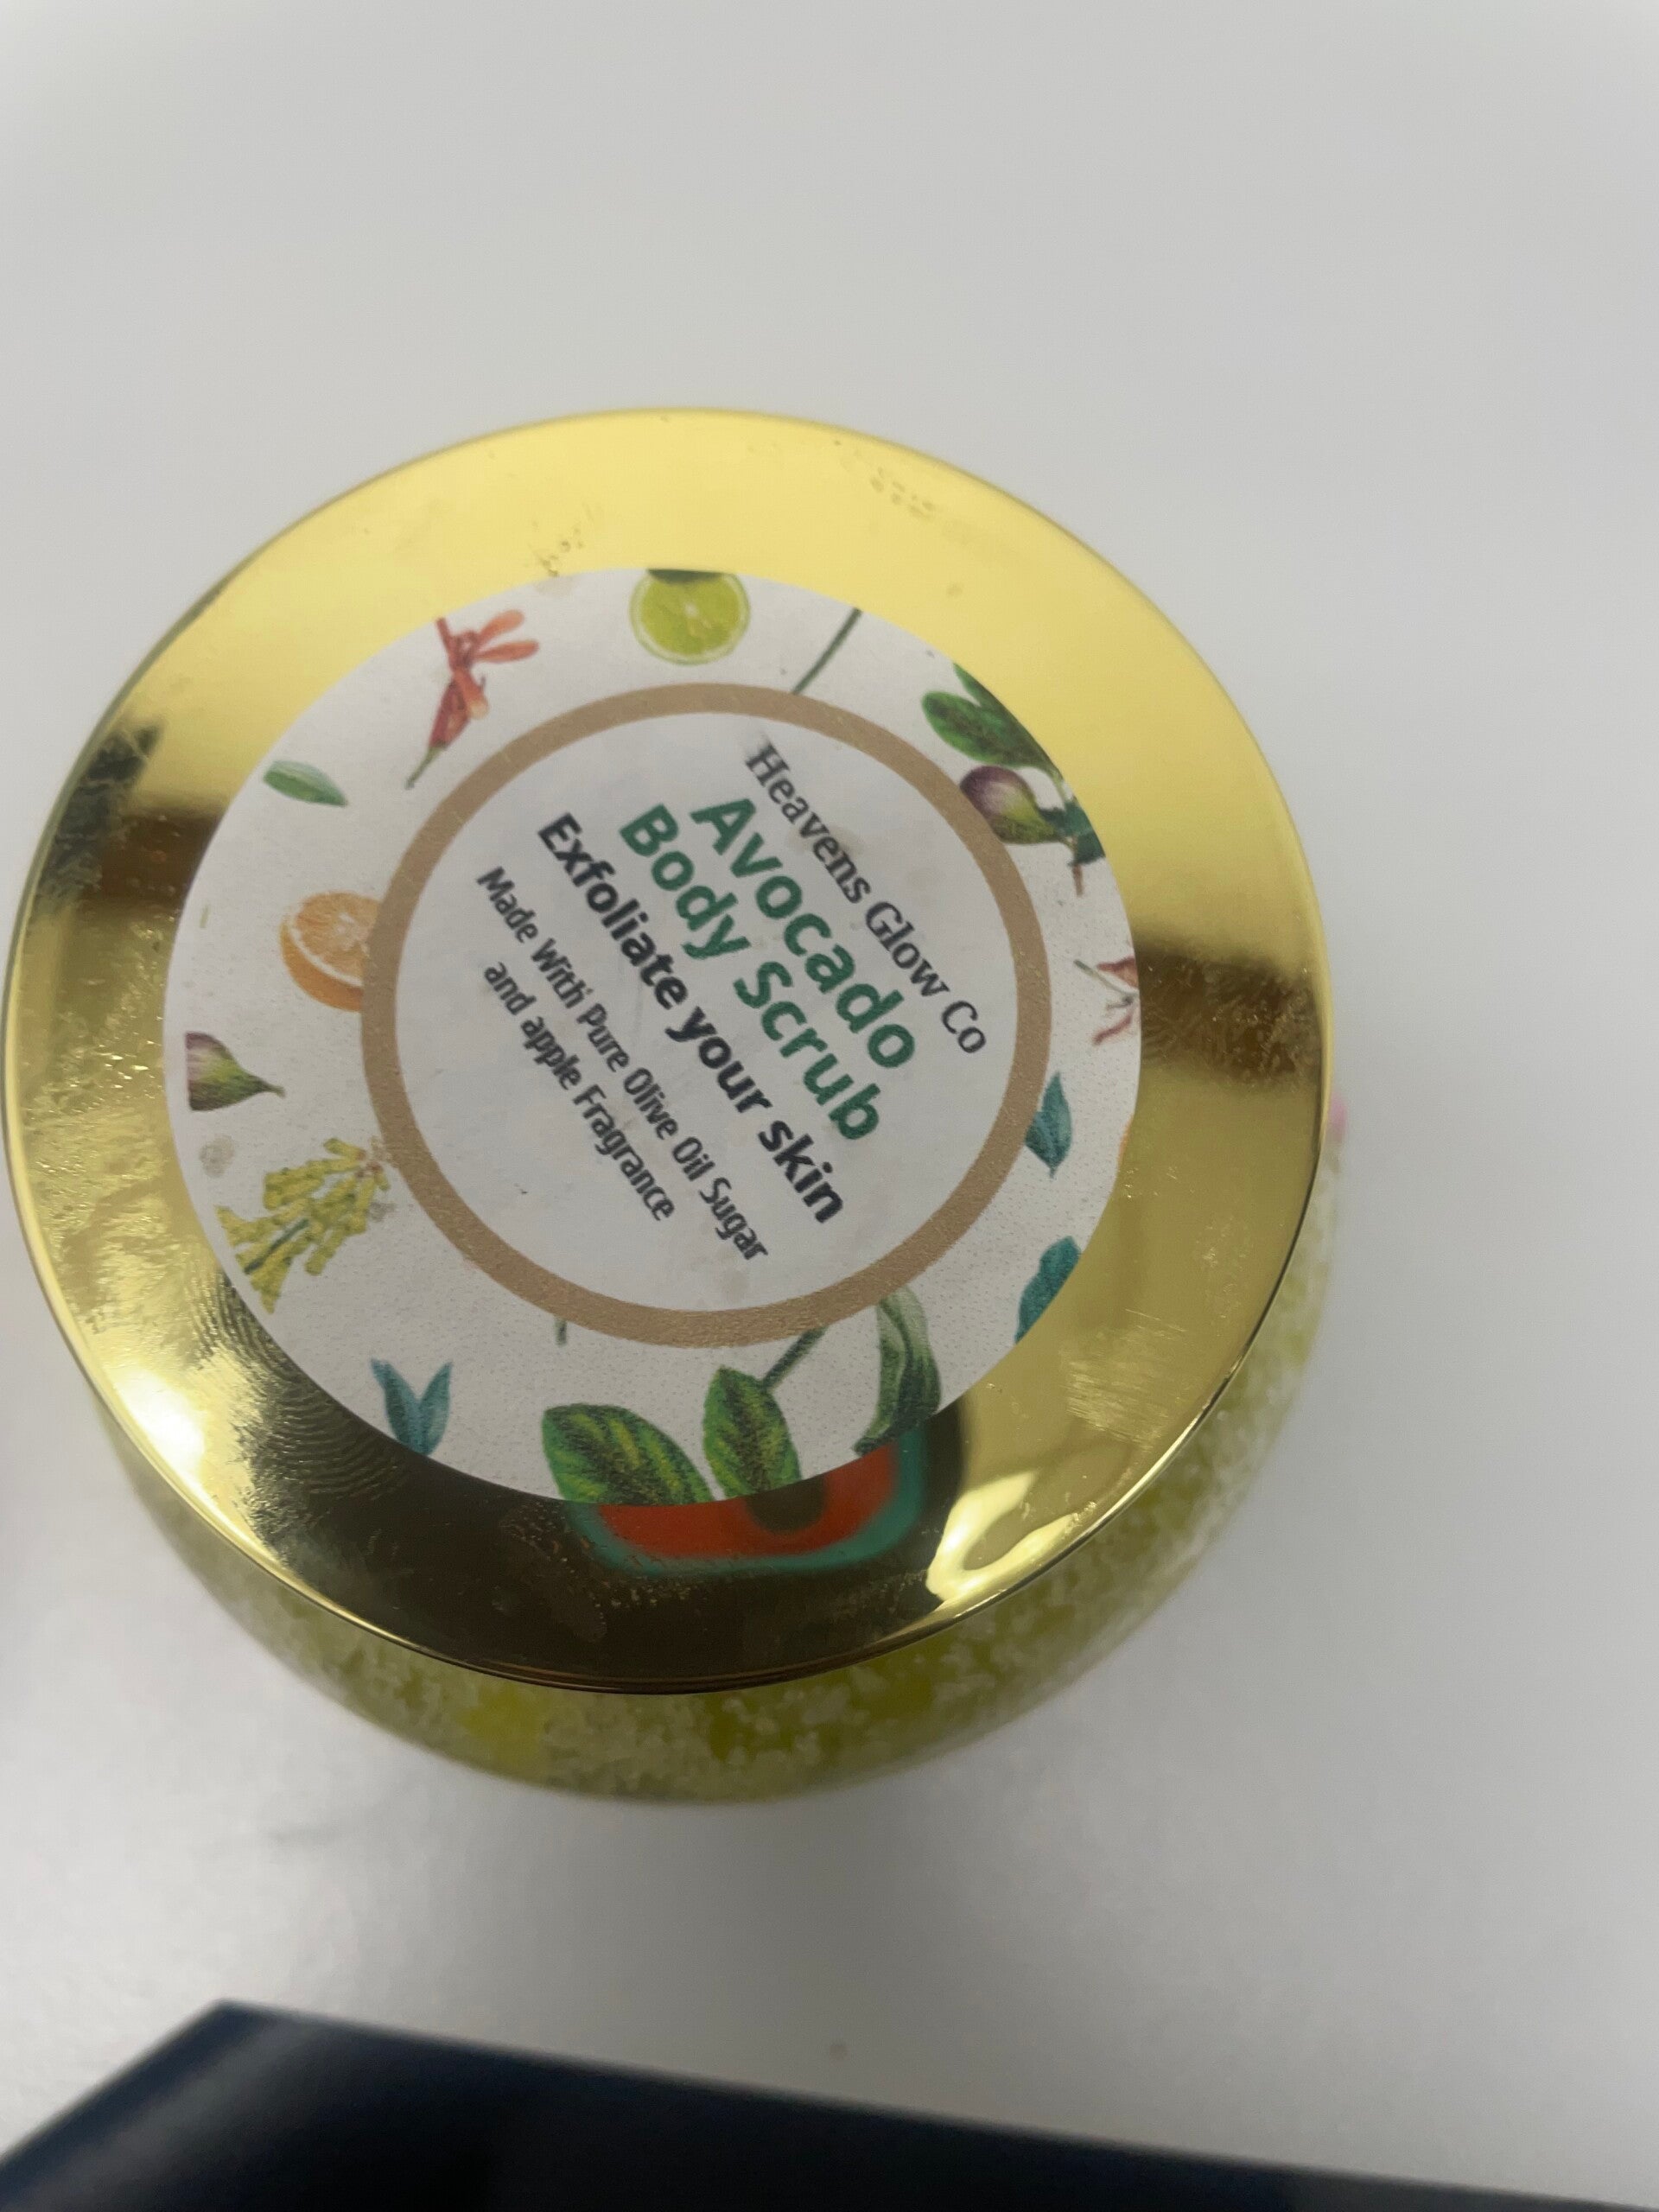 Heavens Glow Co
Avocado
Body Scrub
Exfoliate your skin
Made With Pure Olive Oil Sugar
and apple Fragrance